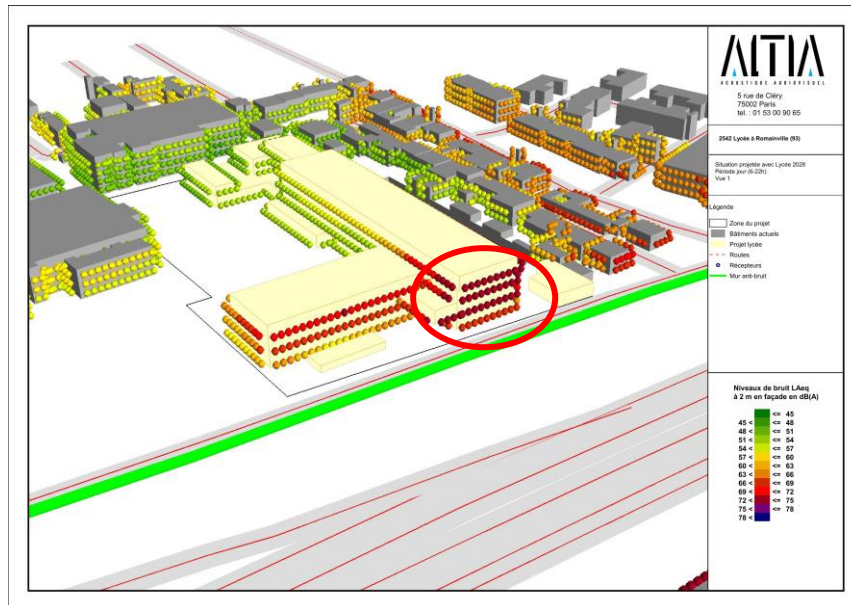 ALTIA
ACOUSTIQUE AUDIOVISUEL
5 rue de Cléry
75002 Paris
tel. : 01 53 00 90 65
2542 Lycée à Romainville (93)
Situation projetée avec Lycée 2028
Période jour (6-22h)
Vue 1
Légende
Zone du projet
Bâtiments actuels
Projet lycée
Routes
Récepteurs
Mur anti-bruit
Niveaux de bruit LAeq
à 2 m en façade en dB(A)
<= 45
45 < <= 48
48 < <= 51
51 < <= 54
54 < <= 57
57 < <= 60
60 < <= 63
63 < <= 66
66 < <= 69
69 < <= 72
72 < <= 75
75 < <= 78
78 <